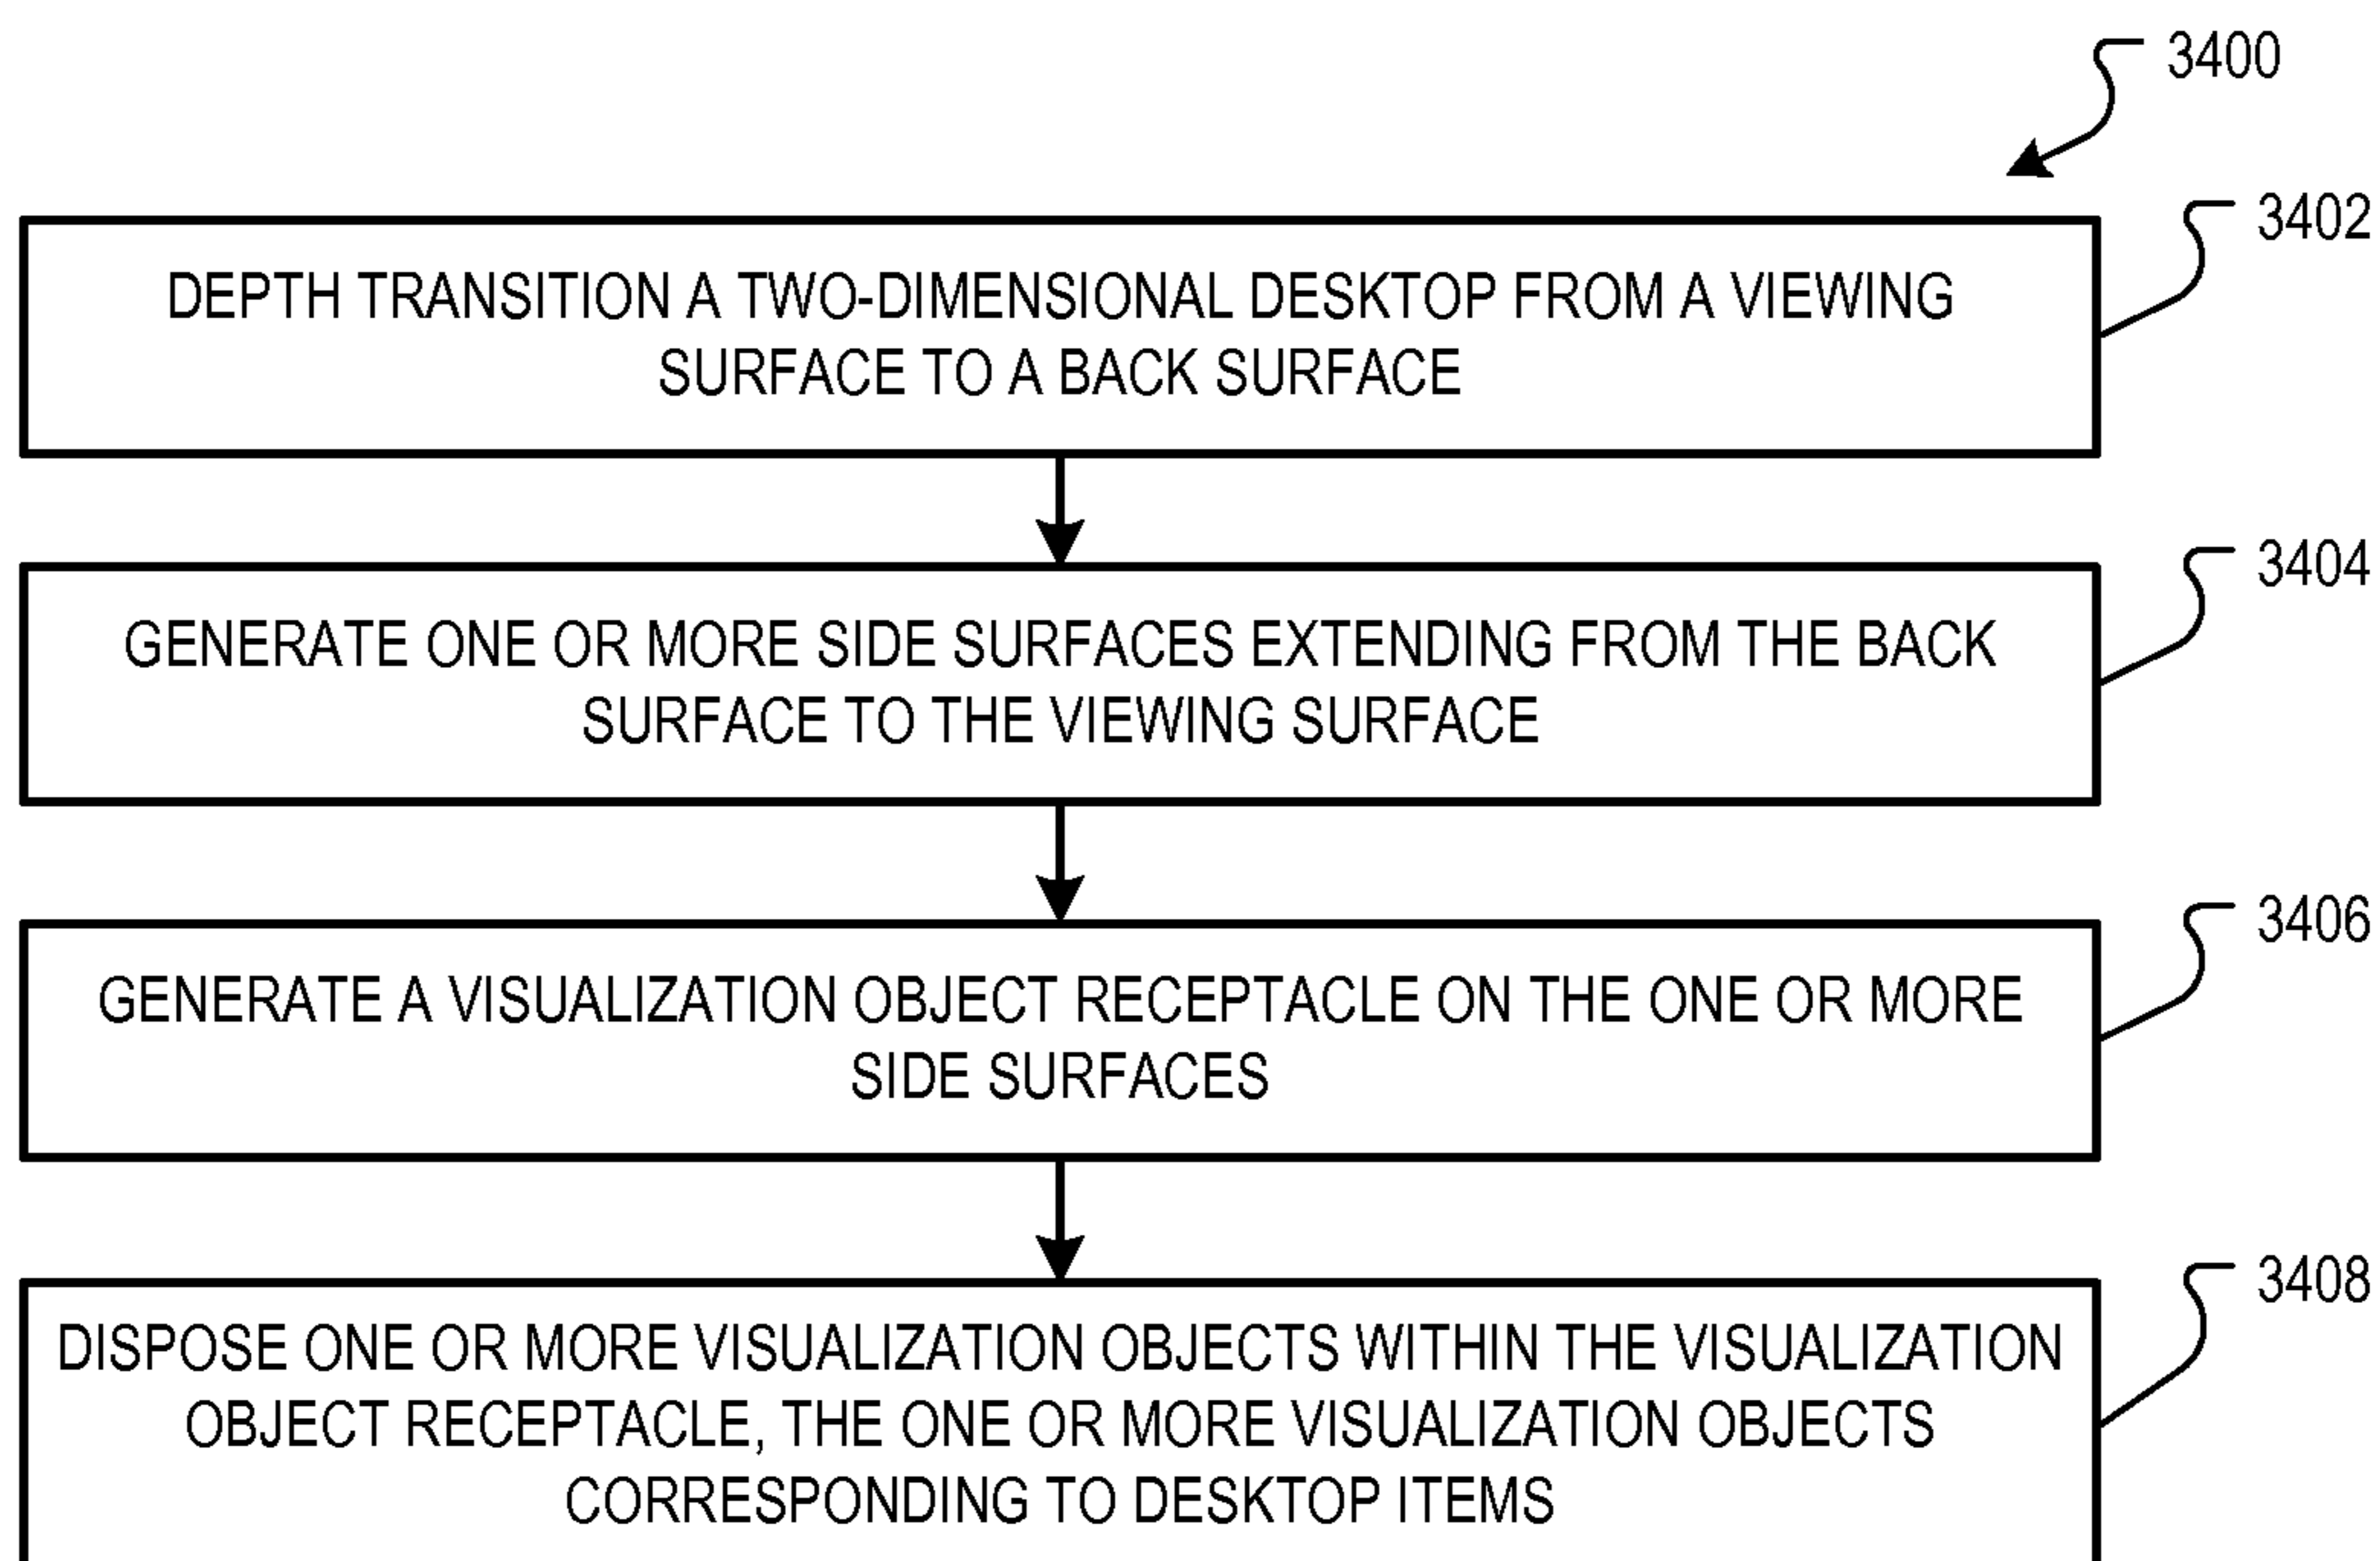 3400
3402
DEPTH TRANSITION A TWO-DIMENSIONAL DESKTOP FROM A VIEWING
SURFACE TO A BACK SURFACE
3404
GENERATE ONE OR MORE SIDE SURFACES EXTENDING FROM THE BACK
SURFACE TO THE VIEWING SURFACE
3406
GENERATE A VISUALIZATION OBJECT RECEPTACLE ON THE ONE OR MORE
SIDE SURFACES
3408
DISPOSE ONE OR MORE VISUALIZATION OBJECTS WITHIN THE VISUALIZATION
OBJECT RECEPTACLE, THE ONE OR MORE VISUALIZATION OBJECTS
CORRESPONDING TO DESKTOP ITEMS